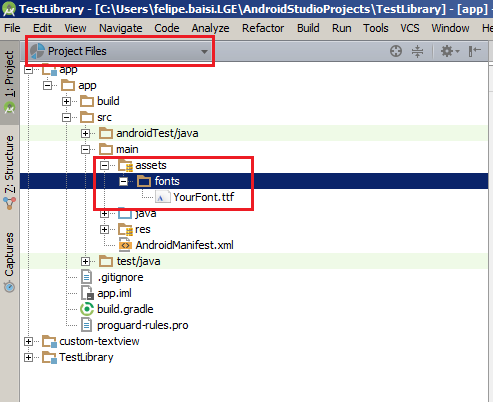 TestLibrary - [C:\Users\felipe.baisi.LGE\AndroidStudioProjects\TestLibrary] - [app]
File Edit View Navigate Code Analyze Refactor Build Run Tools VCS Window Help
Project Files
1: Project
Z: Structure
Captures
app
app
build
src
androidTest/java
main
assets
fonts
YourFont.ttf
java
res
AndroidManifest.xml
test/java
.gitignore
app.iml
build.gradle
proguard-rules.pro
custom-textview
TestLibrary